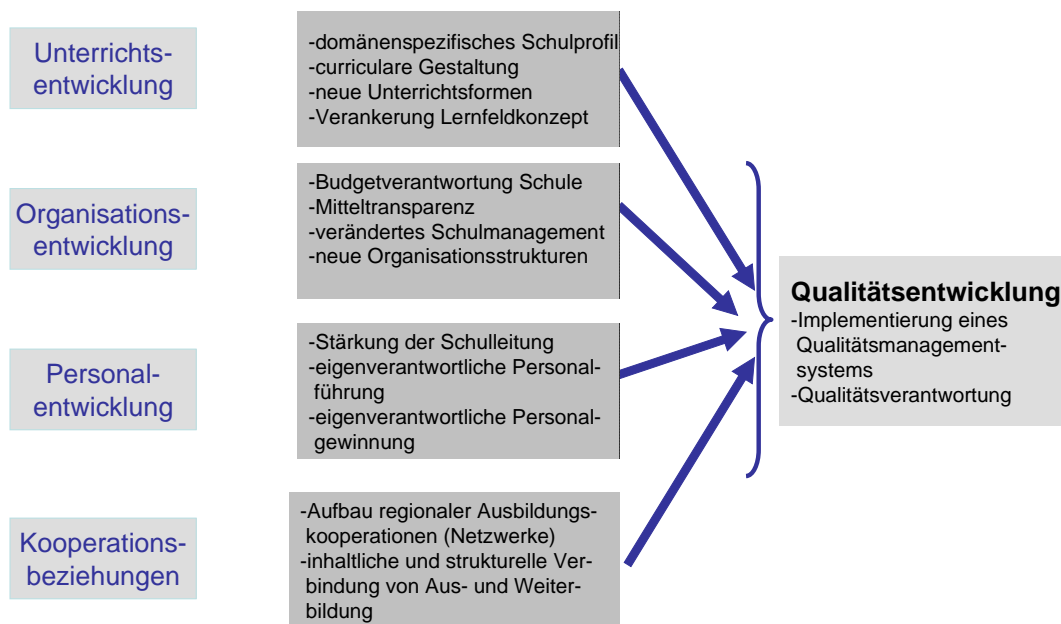 Unterrichts-
entwicklung
-domänenspezifisches Schulprofil
-curriculare Gestaltung
-neue Unterrichtsformen
-Verankerung Lernfeldkonzept
Organisations-
entwicklung
-Budgetverantwortung Schule
-Mitteltransparenz
-verändertes Schulmanagement
-neue Organisationsstrukturen
Personal-
entwicklung
-Stärkung der Schulleitung
-eigenverantwortliche Personal-
führung
-eigenverantwortliche Personal-
gewinnung
Kooperations-
beziehungen
-Aufbau regionaler Ausbildungs-
kooperationen (Netzwerke)
-inhaltliche und strukturelle Ver-
bindung von Aus- und Weiter-
bildung
Qualitätsentwicklung
-Implementierung eines
Qualitätsmanagement-
systems
-Qualitätsverantwortung